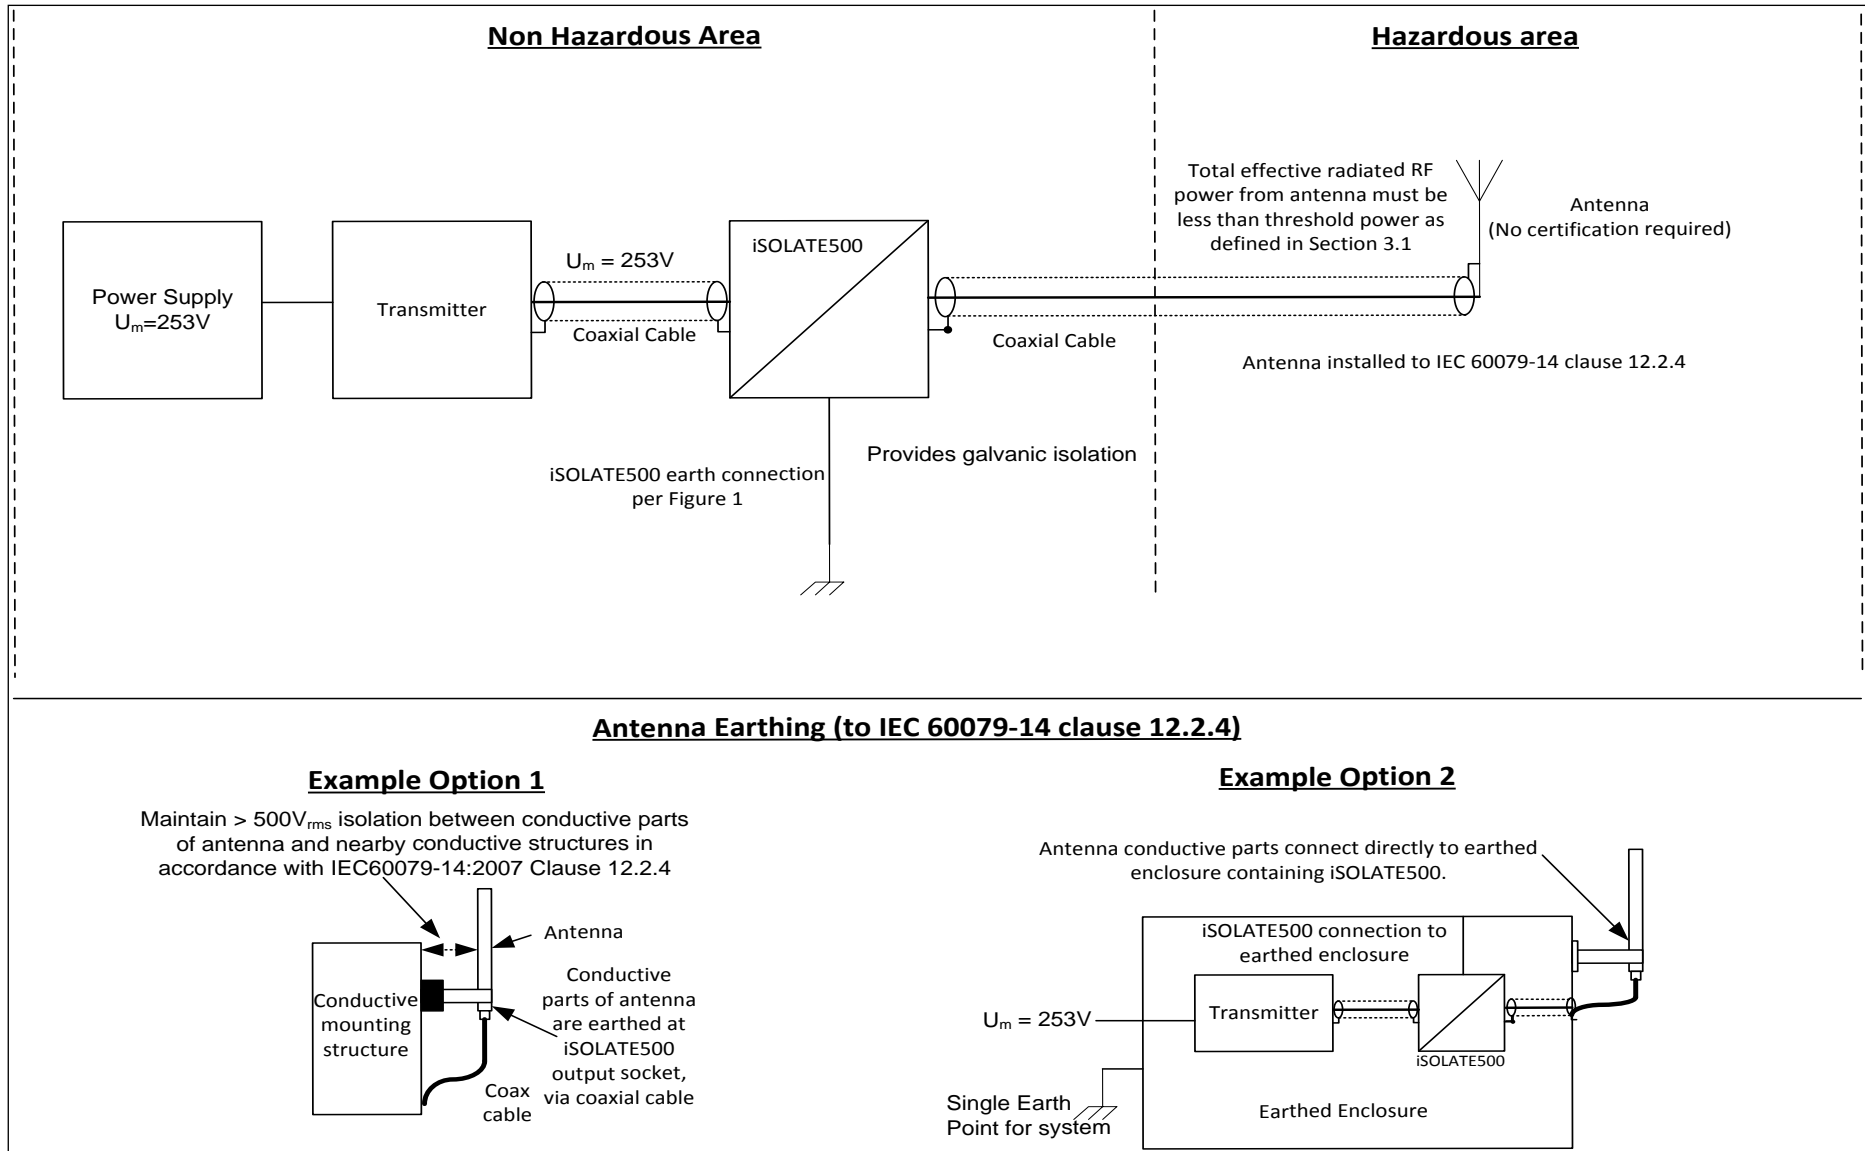 Non Hazardous Area
Hazardous area
Total effective radiated RF
power from antenna must be
less than threshold power as
defined in Section 3.1
Antenna
(No certification required)
Power Supply
Um=253V
Transmitter
Um = 253V
Coaxial Cable
iSOLATE500
Coaxial Cable
Antenna installed to IEC 60079-14 clause 12.2.4
Provides galvanic isolation
iSOLATE500 earth connection
per Figure 1
Antenna Earthing (to IEC 60079-14 clause 12.2.4)
Example Option 1
Maintain > 500Vrms isolation between conductive parts
of antenna and nearby conductive structures in
accordance with IEC60079-14:2007 Clause 12.2.4
Antenna
Conductive
mounting
structure
Conductive
parts of antenna
are earthed at
iSOLATE500
output socket,
via coaxial cable
Coax
cable
Example Option 2
Antenna conductive parts connect directly to earthed
enclosure containing iSOLATE500.
iSOLATE500 connection to
earthed enclosure
Um = 253V
Transmitter
iSOLATE500
Single Earth
Point for system
Earthed Enclosure